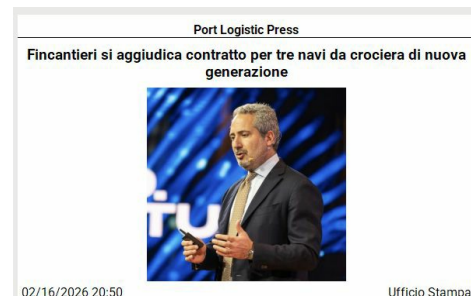 Port Logistic Press
Fincantieri si aggiudica contratto per tre navi da crociera di nuova
generazione
02/16/2026 20:50
Ufficio Stampa